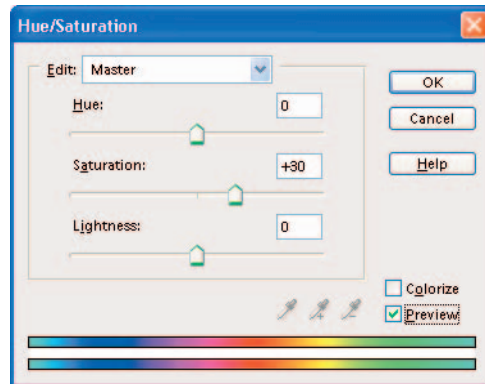 Hue/Saturation
Edit: Master
Hue: 0
Saturation: +30
Lightness: 0
OK
Cancel
Help
Colorize
Preview